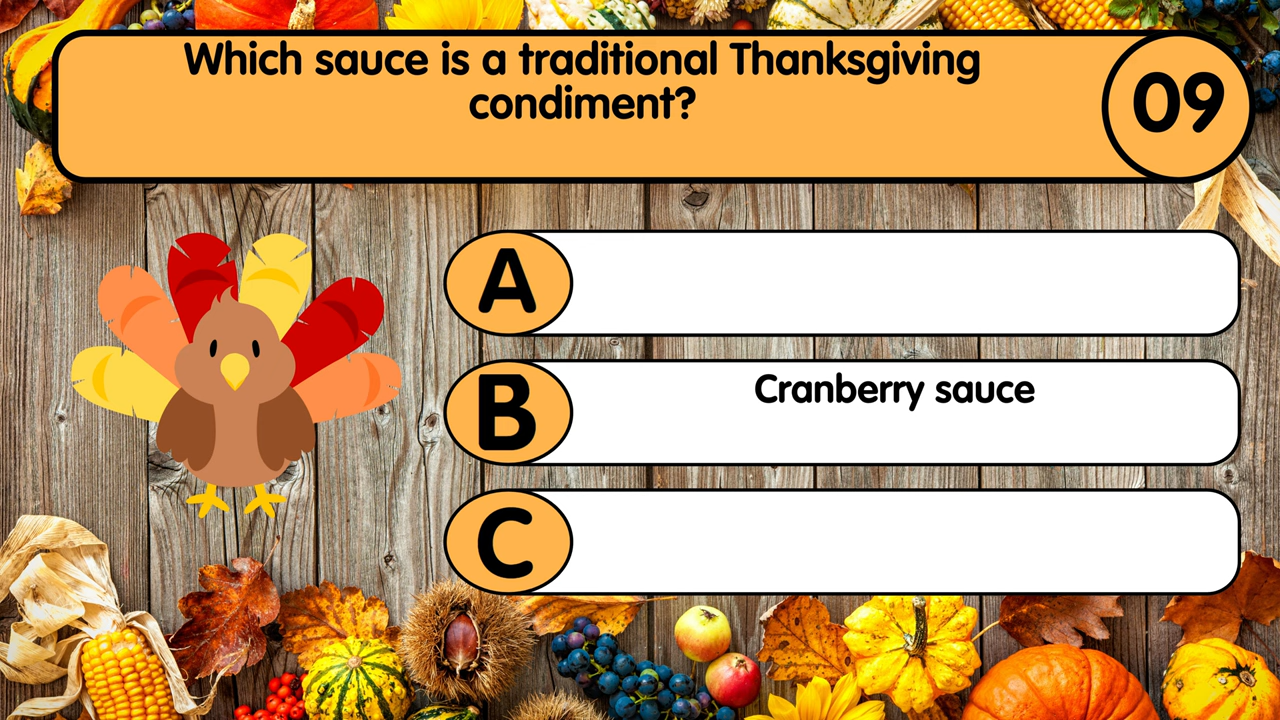 Which sauce is a traditional Thanksgiving
condiment?
09
A
B
Cranberry sauce
C